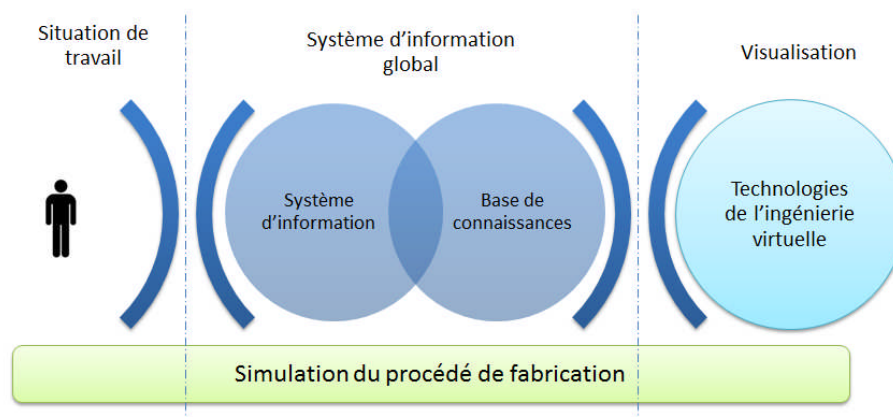 Situation de
travail
Système d'information
global
Visualisation
Système
d'information
Base de
connaissances
Technologies
de l'ingénierie
virtuelle
Simulation du procédé de fabrication